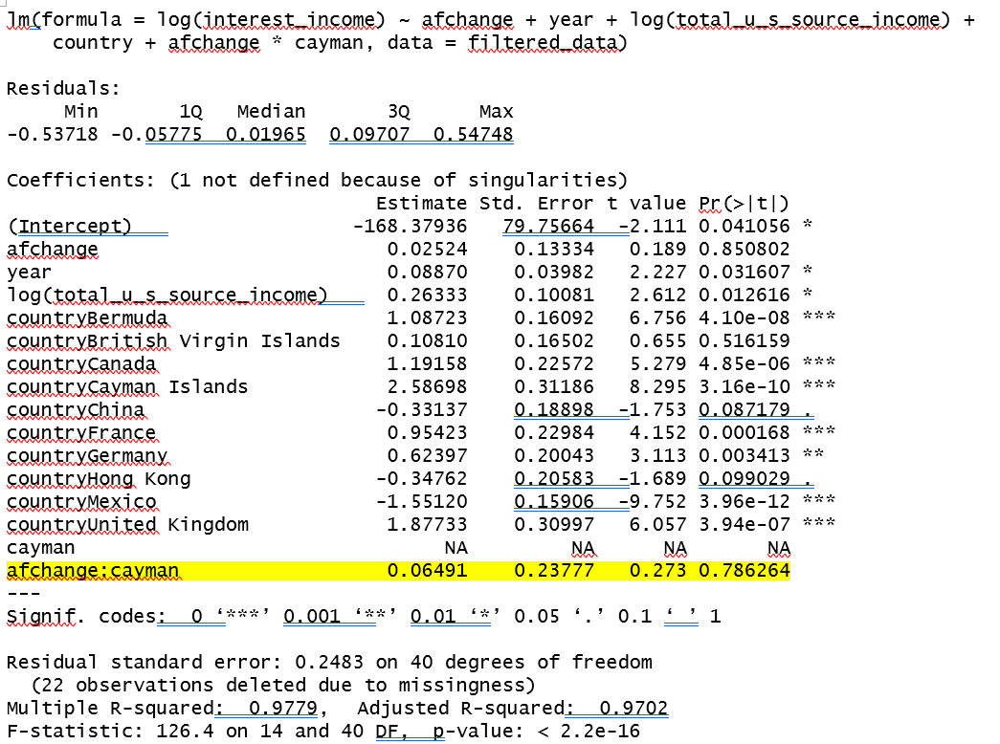 lm(formula = log(interest_income) ~ afchange + year + log(total_u_s_source_income) +
    country + afchange * cayman, data = filtered_data)
Residuals:
     Min       1Q   Median       3Q      Max
-0.53718 -0.05775  0.01965  0.09707  0.54748
Coefficients: (1 not defined because of singularities)
                                Estimate Std. Error t value Pr(>|t|)
(Intercept)                   -168.37936   79.75664  -2.111 0.041056 *
afchange                         0.02524    0.13334   0.189 0.850802
year                             0.08870    0.03982   2.227 0.031607 *
log(total_u_s_source_income)     0.26333    0.10081   2.612 0.012616 *
countryBermuda                   1.08723    0.16092   6.756 4.10e-08 ***
countryBritish Virgin Islands    0.10810    0.16502   0.655 0.516159
countryCanada                    1.19158    0.22572   5.279 4.85e-06 ***
countryCayman Islands            2.58698    0.31186   8.295 3.16e-10 ***
countryChina                    -0.33137    0.18898  -1.753 0.087179 .
countryFrance                    0.95423    0.22984   4.152 0.000168 ***
countryGermany                   0.62397    0.20043   3.113 0.003413 **
countryHong Kong                -0.34762    0.20583  -1.689 0.099029 .
countryMexico                   -1.55120    0.15906  -9.752 3.96e-12 ***
countryUnited Kingdom            1.87733    0.30997   6.057 3.94e-07 ***
cayman                                NA         NA      NA       NA
afchange:cayman                  0.06491    0.23777   0.273 0.786264
---
Signif. codes:  0 ‘***’ 0.001 ‘**’ 0.01 ‘*’ 0.05 ‘.’ 0.1 ‘ ’ 1
Residual standard error: 0.2483 on 40 degrees of freedom
  (22 observations deleted due to missingness)
Multiple R-squared:  0.9779,   Adjusted R-squared:  0.9702
F-statistic: 126.4 on 14 and 40 DF,  p-value: < 2.2e-16